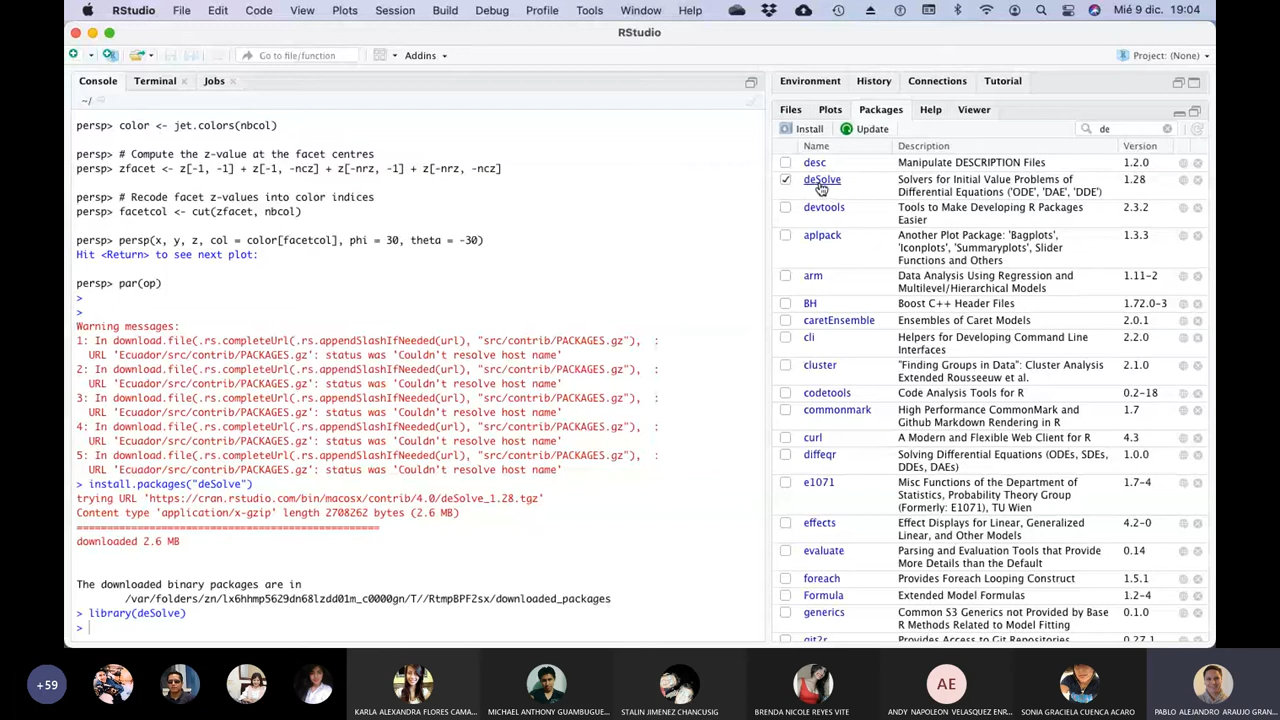 RStudio File Edit Code View Plots Session Build Debug Profile Tools Window Help Mié 9 dic. 19:04
RStudio
Go to file/function Addins Project: (None)
Console Terminal Jobs
~/
persp> color <- jet.colors(nbcol)
persp> # Compute the z-value at the facet centres
persp> zfacet <- z[-1, -1] + z[-1, -ncz] + z[-nrz, -1] + z[-nrz, -ncz]
persp> # Recode facet z-values into color indices
persp> facetcol <- cut(zfacet, nbcol)
persp> persp(x, y, z, col = color[facetcol], phi = 30, theta = -30)
Hit <Return> to see next plot:
persp> par(op)
>
>
Warning messages:
1: In download.file(.rs.completeUrl(.rs.appendSlashIfNeeded(url), "src/contrib/PACKAGES.gz"), :
URL 'Ecuador/src/contrib/PACKAGES.gz': status was 'Couldn't resolve host name'
2: In download.file(.rs.completeUrl(.rs.appendSlashIfNeeded(url), "src/contrib/PACKAGES.gz"), :
URL 'Ecuador/src/contrib/PACKAGES.gz': status was 'Couldn't resolve host name'
3: In download.file(.rs.completeUrl(.rs.appendSlashIfNeeded(url), "src/contrib/PACKAGES.gz"), :
URL 'Ecuador/src/contrib/PACKAGES.gz': status was 'Couldn't resolve host name'
4: In download.file(.rs.completeUrl(.rs.appendSlashIfNeeded(url), "src/contrib/PACKAGES.gz"), :
URL 'Ecuador/src/contrib/PACKAGES.gz': status was 'Couldn't resolve host name'
5: In download.file(.rs.completeUrl(.rs.appendSlashIfNeeded(url), "src/contrib/PACKAGES.gz"), :
URL 'Ecuador/src/contrib/PACKAGES.gz': status was 'Couldn't resolve host name'
> install.packages("deSolve")
trying URL 'https://cran.rstudio.com/bin/macosx/contrib/4.0/deSolve_1.28.tgz'
Content type 'application/x-gzip' length 2708262 bytes (2.6 MB)
==================================================
downloaded 2.6 MB
The downloaded binary packages are in
/var/folders/zn/lx6hhmp5629dn68lzdd01m_c0000gn/T//RtmpBPF2sx/downloaded_packages
> library(deSolve)
>
Environment History Connections Tutorial
Files Plots Packages Help Viewer
Install Update de
Name Description Version
desc Manipulate DESCRIPTION Files 1.2.0
deSolve Solvers for Initial Value Problems of 1.28
Differential Equations ('ODE', 'DAE', 'DDE')
devtools Tools to Make Developing R Packages 2.3.2
Easier
aplpack Another Plot Package: 'Bagplots', 1.3.3
'Iconplots', 'Summaryplots', Slider
Functions and Others
arm Data Analysis Using Regression and 1.11-2
Multilevel/Hierarchical Models
BH Boost C++ Header Files 1.72.0-3
caretEnsemble Ensembles of Caret Models 2.0.1
cli Helpers for Developing Command Line 2.2.0
Interfaces
cluster "Finding Groups in Data": Cluster Analysis 2.1.0
Extended Rousseeuw et al.
codetools Code Analysis Tools for R 0.2-18
commonmark High Performance CommonMark and 1.7
Github Markdown Rendering in R
curl A Modern and Flexible Web Client for R 4.3
diffeqr Solving Differential Equations (ODEs, SDEs, 1.0.0
DDEs, DAEs)
e1071 Misc Functions of the Department of 1.7-4
Statistics, Probability Theory Group
(Formerly: E1071), TU Wien
effects Effect Displays for Linear, Generalized 4.2-0
Linear, and Other Models
evaluate Parsing and Evaluation Tools that Provide 0.14
More Details than the Default
foreach Provides Foreach Looping Construct 1.5.1
Formula Extended Model Formulas 1.2-4
generics Common S3 Generics not Provided by Base 0.1.0
R Methods Related to Model Fitting
git2r Provides Access to Git Repositories 0.27.1
+59
AE
KARLA ALEXANDRA FLORES CAMA...
MICHAEL ANTHONY GUAMBUGUE...
STALIN JIMENEZ CHANCUSIG
BRENDA NICOLE REYES VITE
ANDY NAPOLEON VELASQUEZ ENR...
SONIA GRACIELA CUENCA ACARO
PABLO ALEJANDRO ARAUJO GRAN...